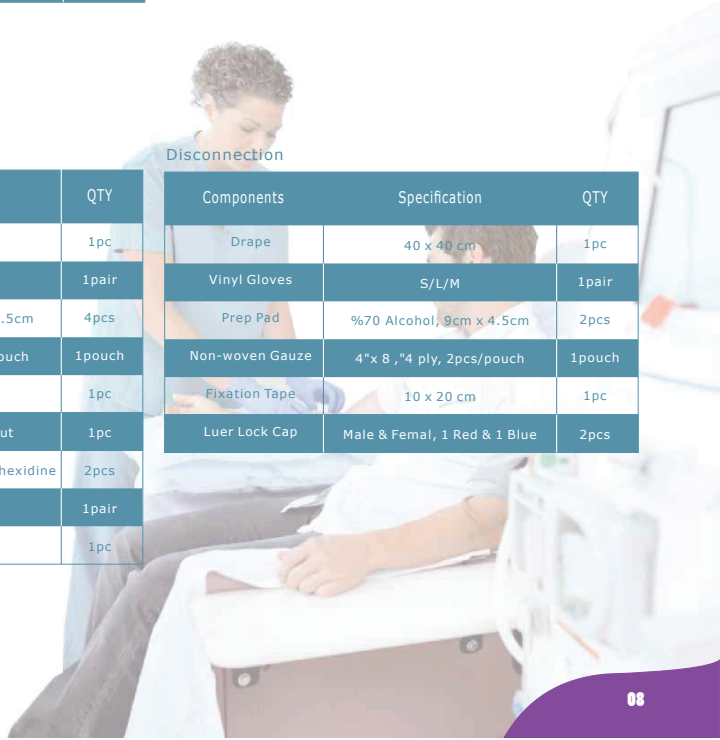 QTY
1pc
1pair
.5cm 4pcs
ouch 1pouch
1pc
ut 1pc
hexidine 2pcs
1pair
1pc
Disconnection
Components Specification QTY
Drape 40 x 40 cm 1pc
Vinyl Gloves S/L/M 1pair
Prep Pad %70 Alcohol, 9cm x 4.5cm 2pcs
Non-woven Gauze 4"x 8 ,"4 ply, 2pcs/pouch 1pouch
Fixation Tape 10 x 20 cm 1pc
Luer Lock Cap Male & Femal, 1 Red & 1 Blue 2pcs
08